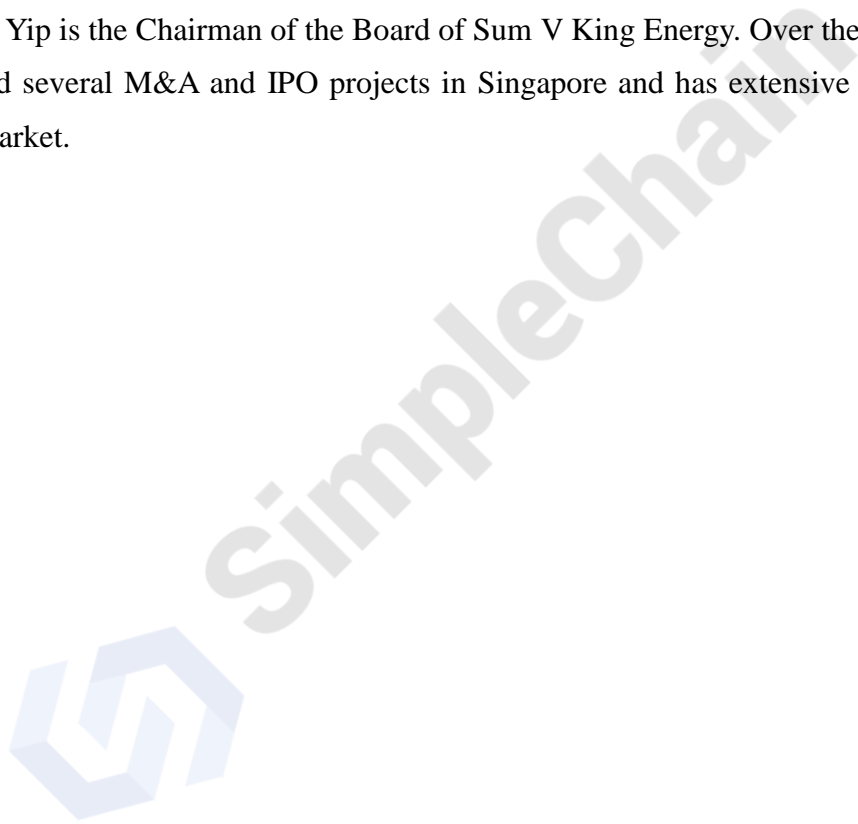 Yip is the Chairman of the Board of Sum V King Energy. Over the
several M&A and IPO projects in Singapore and has extensive
SimpleChain